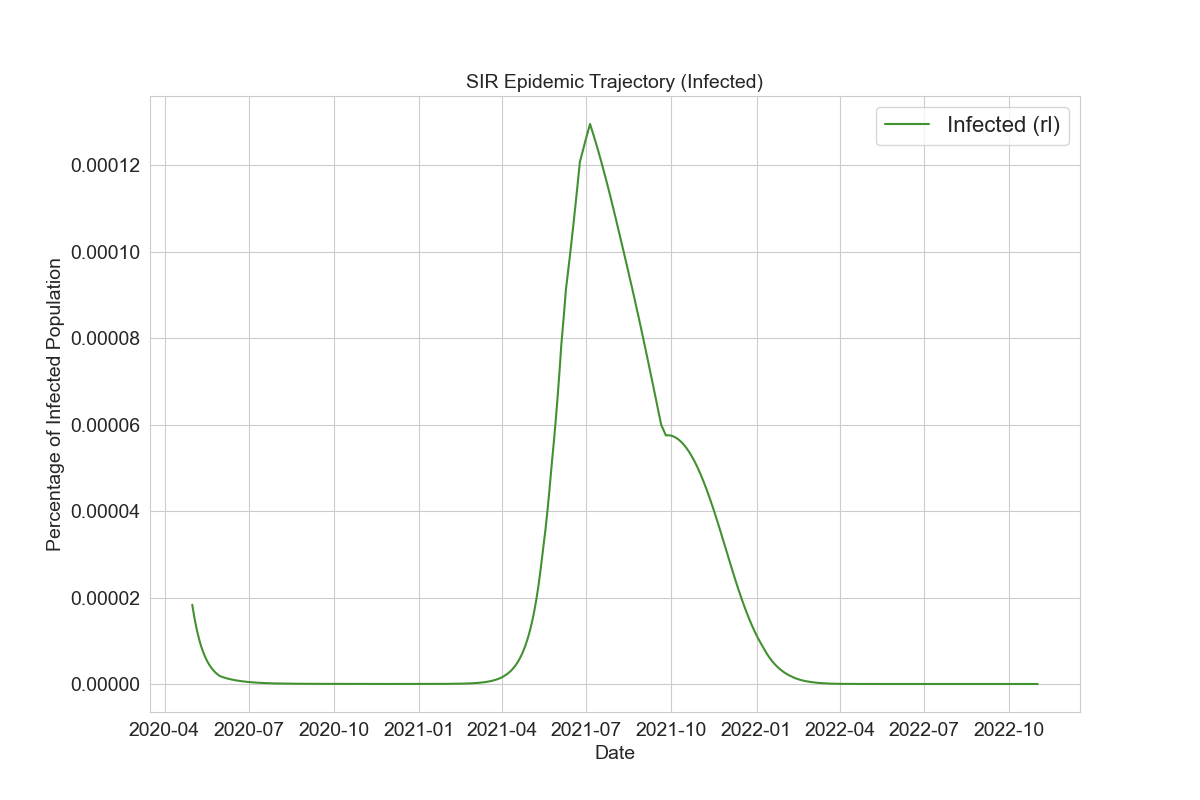 SIR Epidemic Trajectory (Infected)
Infected (rl)
Percentage of Infected Population
0.00012
0.00010
0.00008
0.00006
0.00004
0.00002
0.00000
2020-04 2020-07 2020-10 2021-01 2021-04 2021-07 2021-10 2022-01 2022-04 2022-07 2022-10
Date